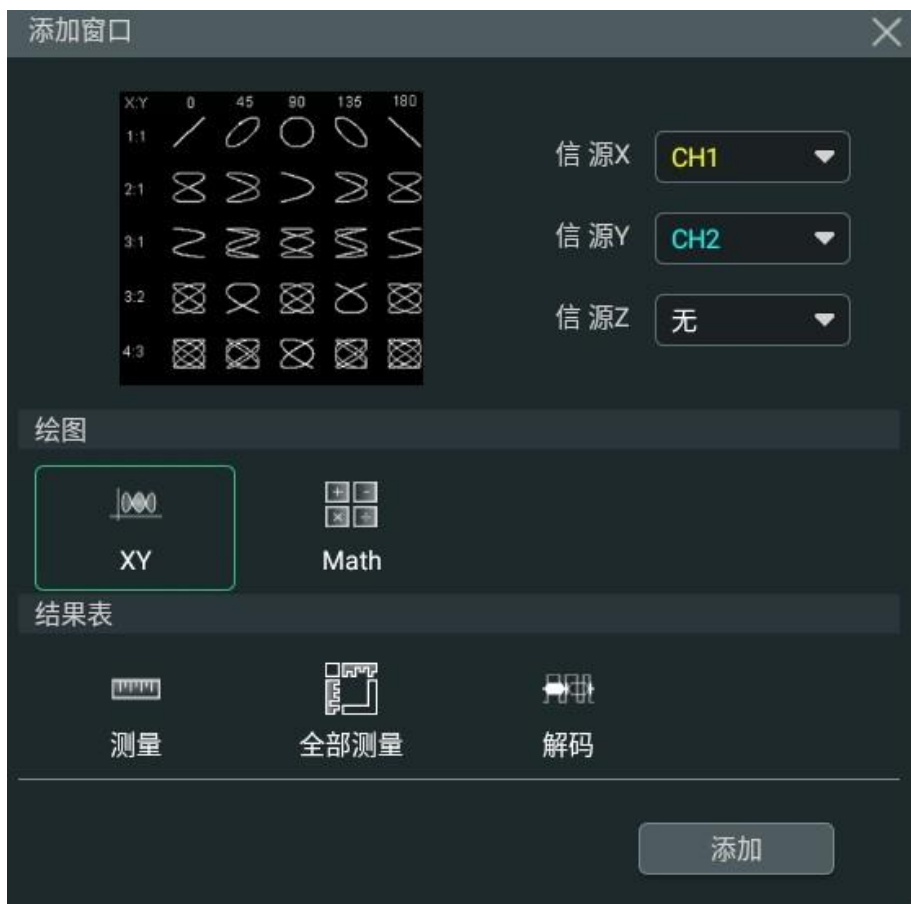 添加窗口
X:Y 0 45 90 135 180
1:1
2:1
3:1
3:2
4:3
信 源X CH1
信 源Y CH2
信 源Z 无
绘图
XY Math
结果表
测量 全部测量 解码
添加